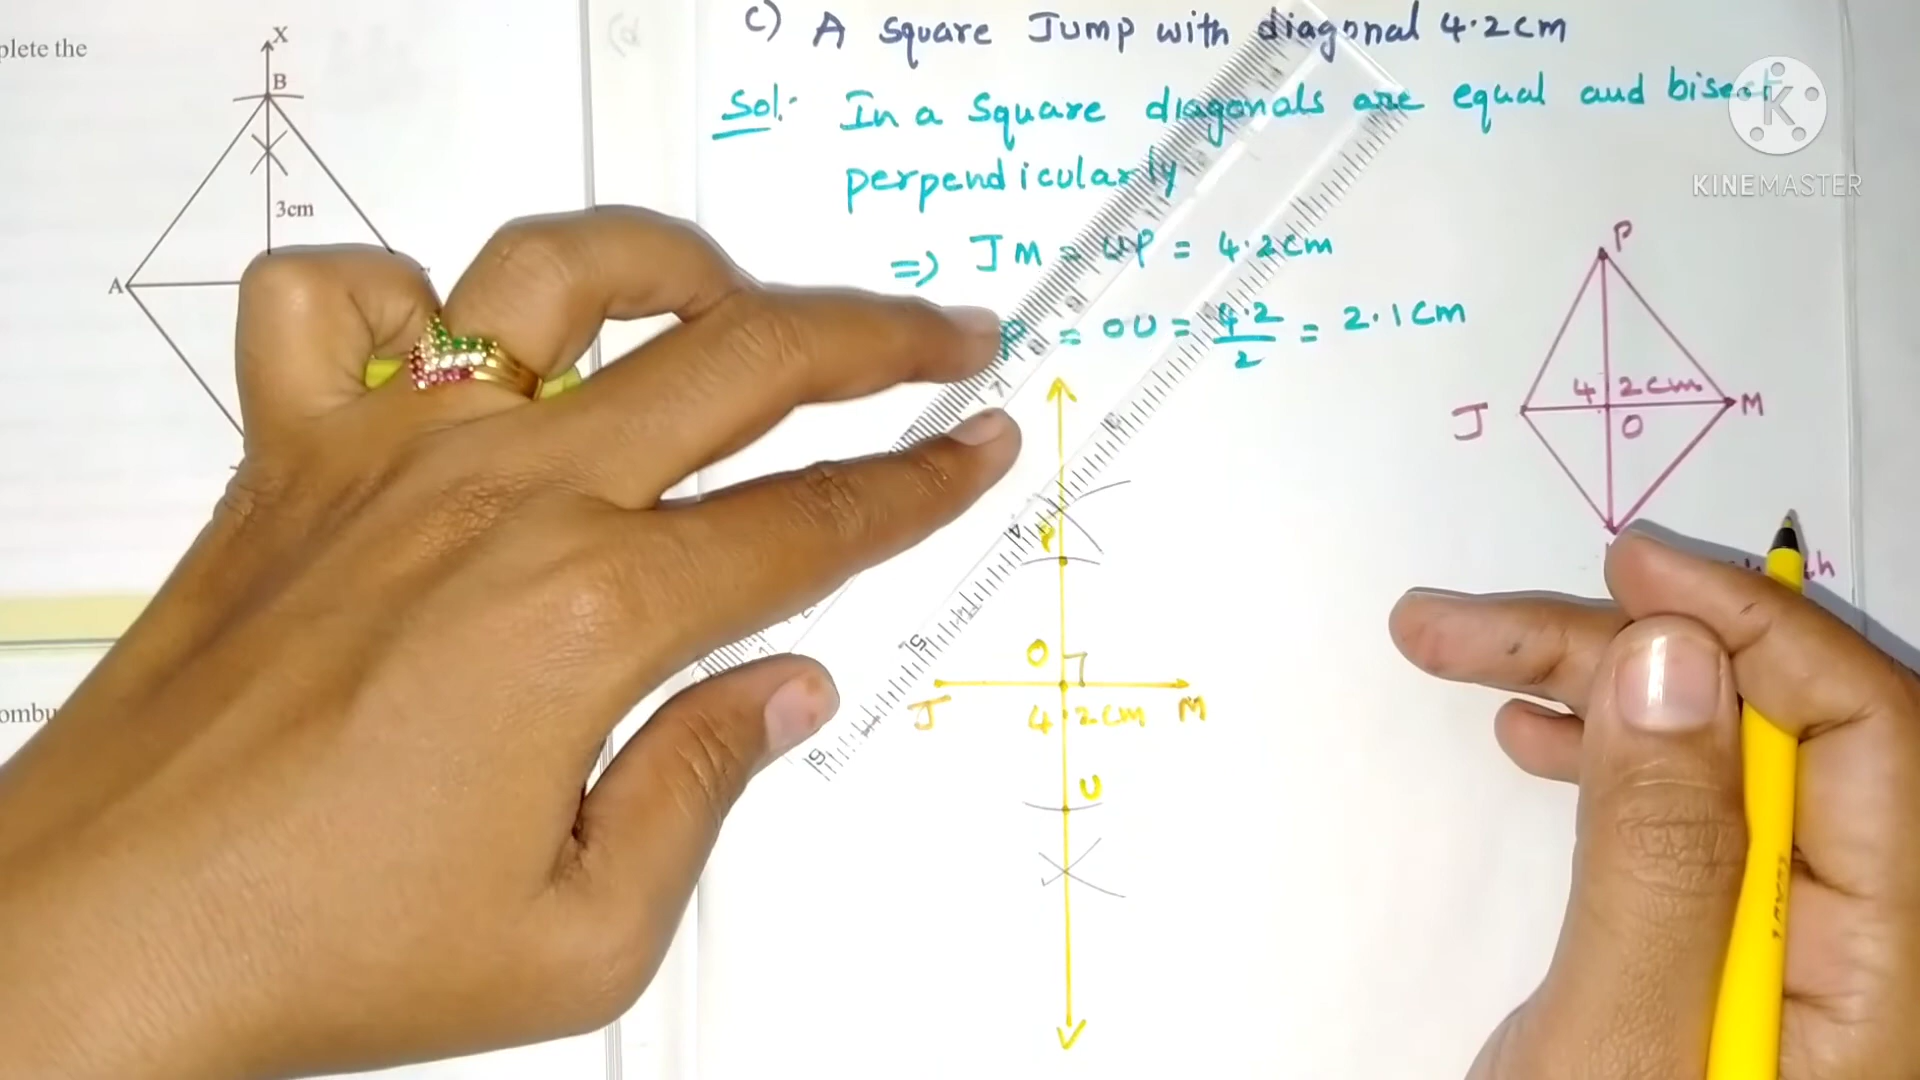 plete the
X
B
3cm
A
ombu
c) A square Jump with diagonal 4.2cm
Sol: In a square diagonals are equal and bisect
perpendicularly
=> JM = UP = 4.2cm
P = OU = 4.2/2 = 2.1cm
P
O
J 4.2cm M
U
P
J 4.2cm M
O
KINEMASTER